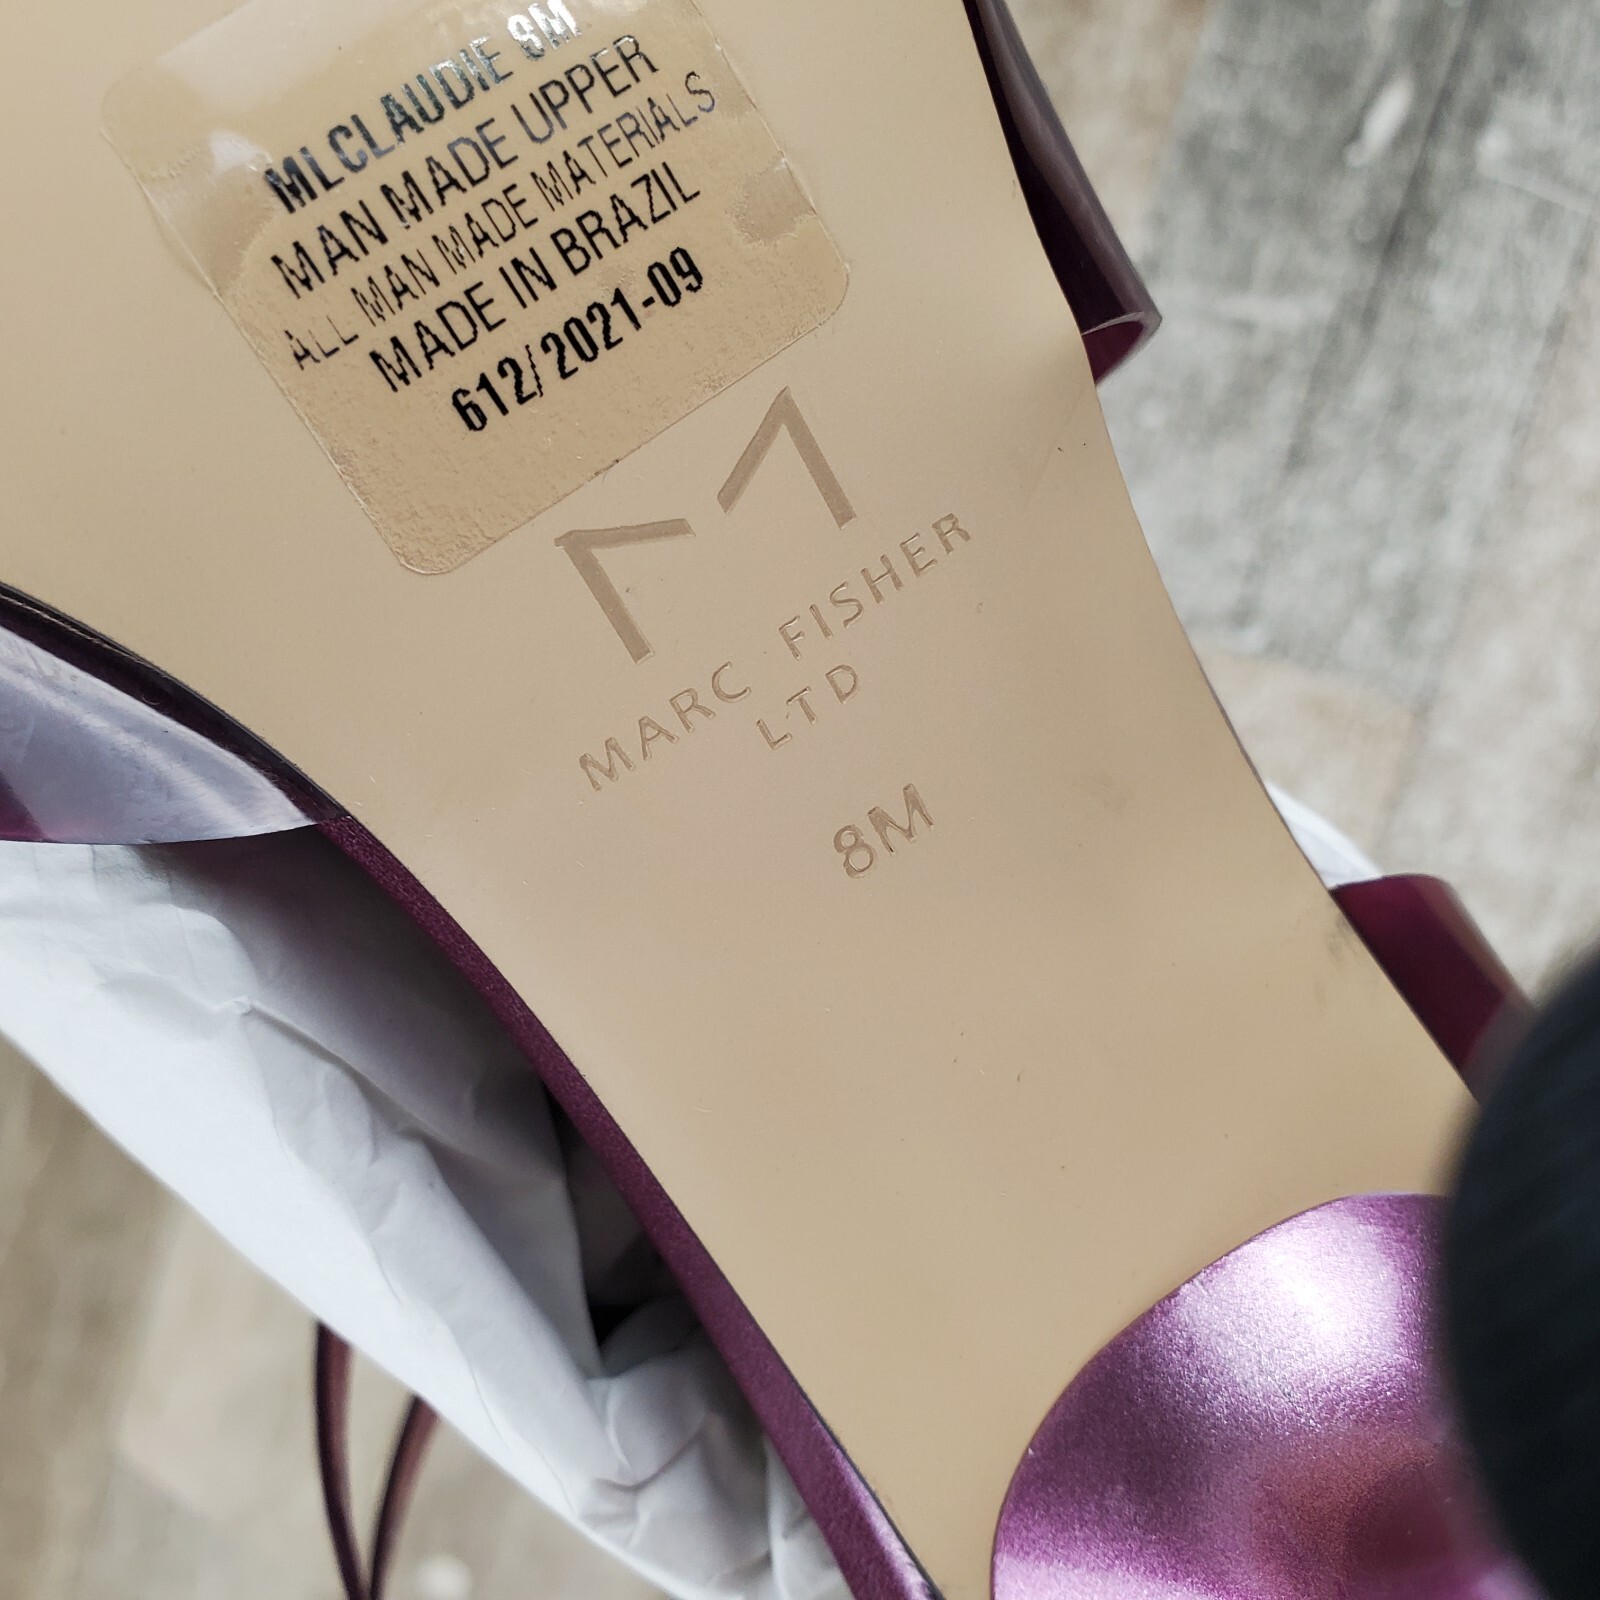 MLCLAUDIE 8M
MAN MADE UPPER
ALL MAN MADE MATERIALS
MADE IN BRAZIL
612/2021-09
MARC FISHER
LTD
8M